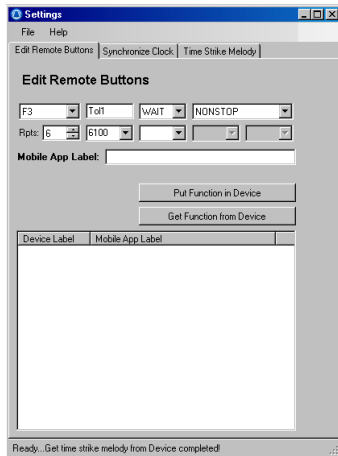 Settings
File Help
Edit Remote Buttons Synchronize Clock Time Strike Melody
Edit Remote Buttons
F3 Tol1 WAIT NONSTOP
Rpts: 6 6100
Mobile App Label:
Put Function in Device
Get Function from Device
Device Label Mobile App Label
Ready...Get time strike melody from Device completed!